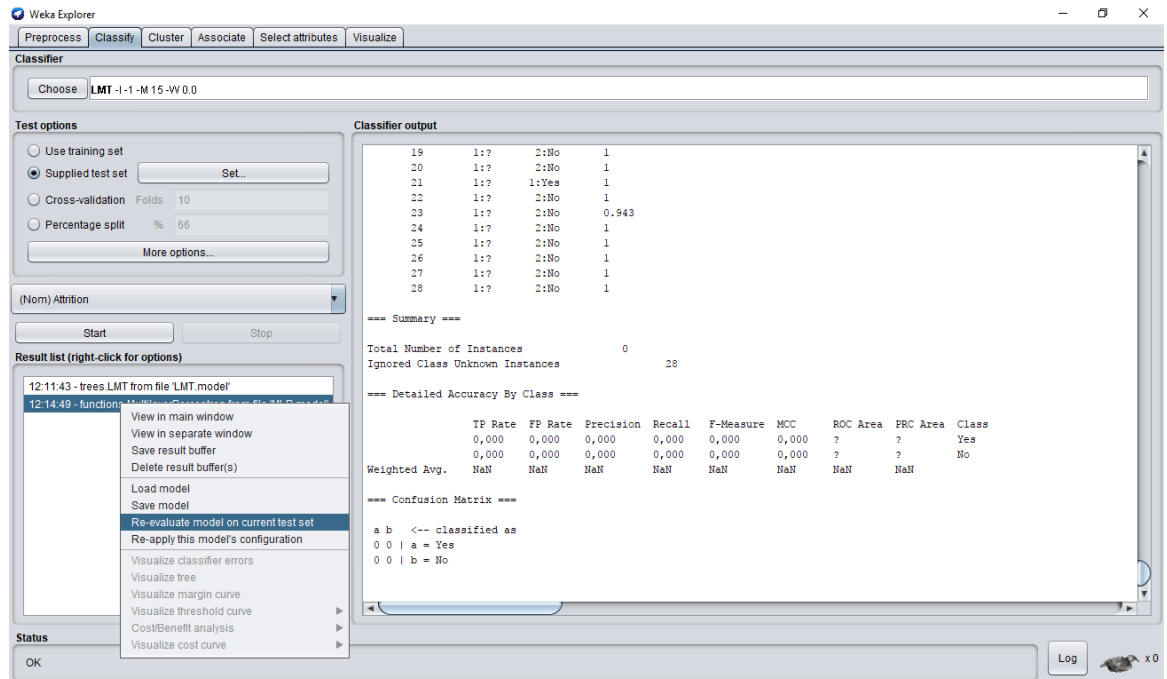 Weka Explorer
Preprocess Classify Cluster Associate Select attributes Visualize
Classifier
Choose LMT -I -1 -M 15 -W 0.0
Test options
Use training set
Supplied test set Set...
Cross-validation Folds 10
Percentage split % 66
More options...
(Nom) Attrition
Start Stop
Result list (right-click for options)
12:11:43 - trees.LMT from file 'LMT.model'
12:14:49 - functions.MultilayerPerceptron from file 'MLP.model'
View in main window
View in separate window
Save result buffer
Delete result buffer(s)
Load model
Save model
Re-evaluate model on current test set
Re-apply this model's configuration
Visualize classifier errors
Visualize tree
Visualize margin curve
Visualize threshold curve
Cost/Benefit analysis
Visualize cost curve
Classifier output
19 1:? 2:No 1
20 1:? 2:No 1
21 1:? 1:Yes 1
22 1:? 2:No 1
23 1:? 2:No 0.943
24 1:? 2:No 1
25 1:? 2:No 1
26 1:? 2:No 1
27 1:? 2:No 1
28 1:? 2:No 1
=== Summary ===
Total Number of Instances 0
Ignored Class Unknown Instances 28
=== Detailed Accuracy By Class ===
TP Rate FP Rate Precision Recall F-Measure MCC ROC Area PRC Area Class
0,000 0,000 0,000 0,000 0,000 0,000 ? ? Yes
0,000 0,000 0,000 0,000 0,000 0,000 ? ? No
Weighted Avg. NaN NaN NaN NaN NaN NaN NaN NaN
=== Confusion Matrix ===
a b <-- classified as
0 0 | a = Yes
0 0 | b = No
Status
OK
Log x 0